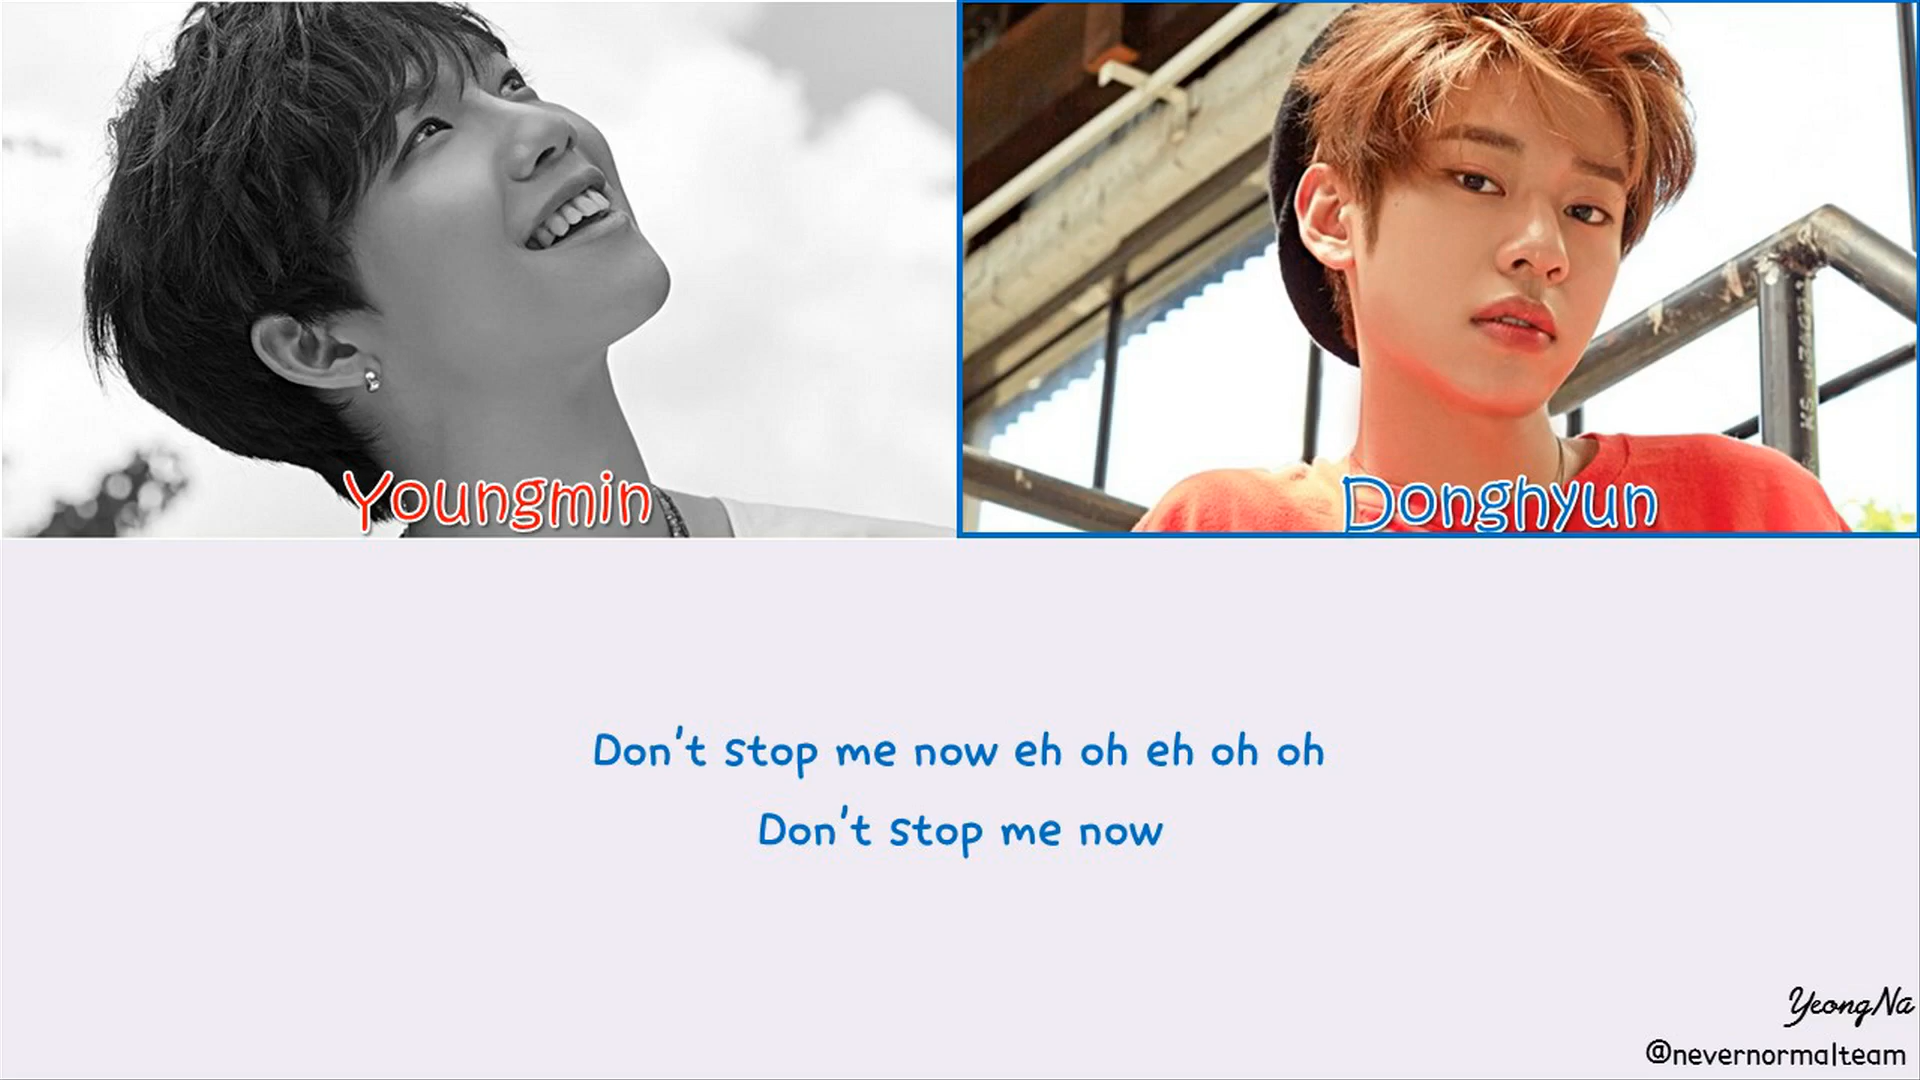 Youngmin
Donghyun
Don't stop me now eh oh eh oh oh
Don't stop me now
YeongNa
@nevernormalteam